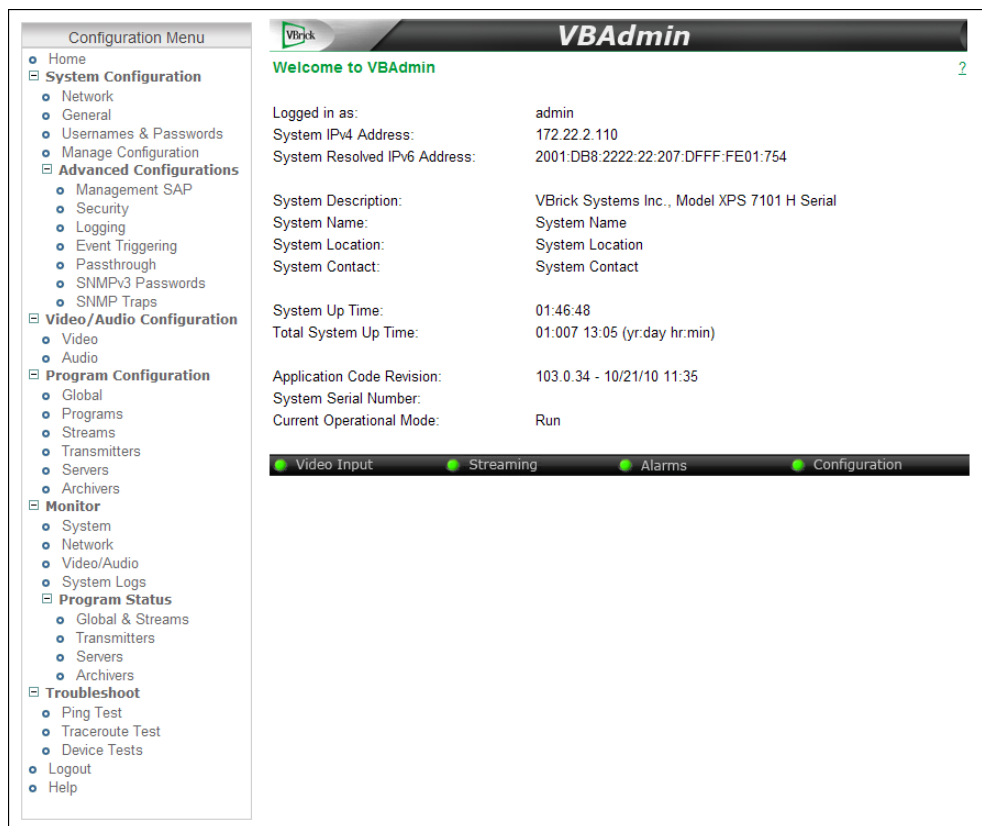 Configuration Menu
Home
System Configuration
Network
General
Usernames & Passwords
Manage Configuration
Advanced Configurations
Management SAP
Security
Logging
Event Triggering
Passthrough
SNMPv3 Passwords
SNMP Traps
Video/Audio Configuration
Video
Audio
Program Configuration
Global
Programs
Streams
Transmitters
Servers
Archivers
Monitor
System
Network
Video/Audio
System Logs
Program Status
Global & Streams
Transmitters
Servers
Archivers
Troubleshoot
Ping Test
Traceroute Test
Device Tests
Logout
Help
VBrick VBAdmin
Welcome to VBAdmin ?
Logged in as: admin
System IPv4 Address: 172.22.2.110
System Resolved IPv6 Address: 2001:DB8:2222:22:207:DFFF:FE01:754
System Description: VBrick Systems Inc., Model XPS 7101 H Serial
System Name: System Name
System Location: System Location
System Contact: System Contact
System Up Time: 01:46:48
Total System Up Time: 01:007 13:05 (yr:day hr:min)
Application Code Revision: 103.0.34 - 10/21/10 11:35
System Serial Number:
Current Operational Mode: Run
Video Input Streaming Alarms Configuration